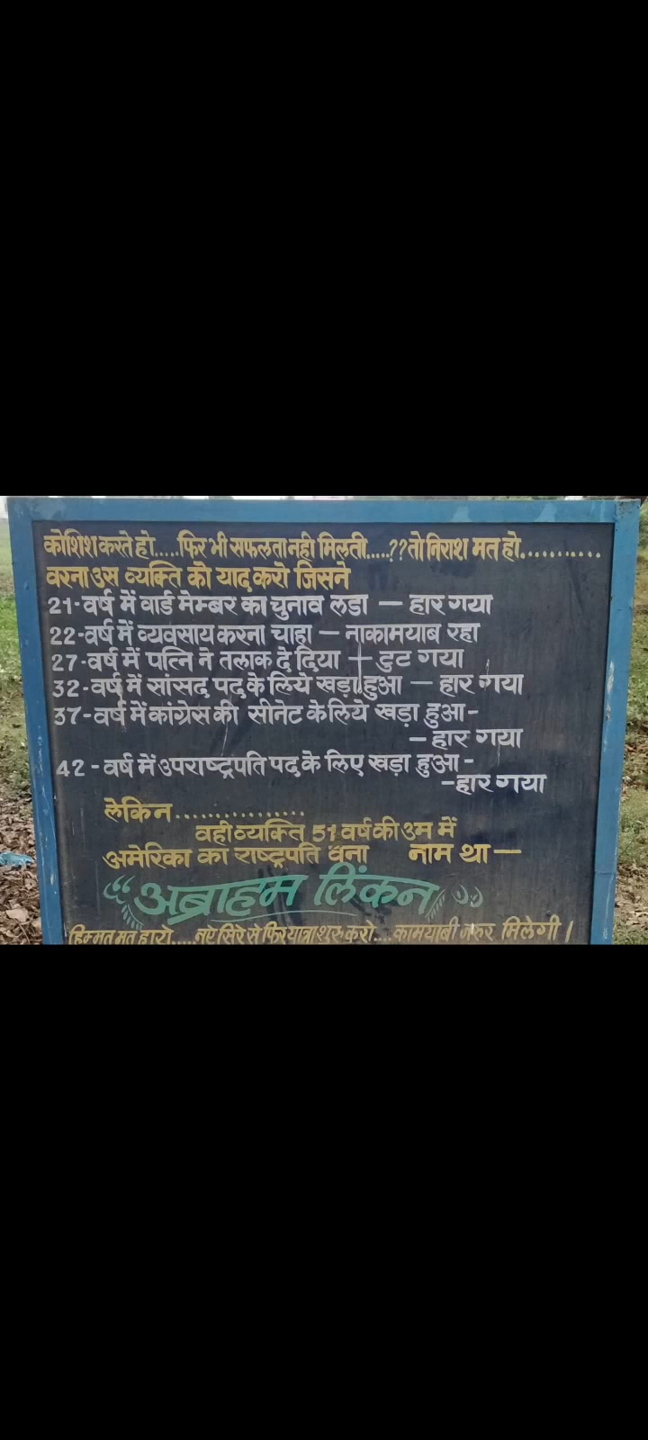 कोशिश करते हो.....फिर भी सफलता नही मिलती.....??तो निराश मत हो...........
वरना उस व्यक्ति को याद करो जिसने
21-वर्ष में वार्ड मेम्बर का चुनाव लडा – हार गया
22-वर्ष में व्यवसाय करना चाहा – नाकामयाब रहा
27-वर्ष में पत्नि ने तलाक दे दिया – टुट गया
32-वर्ष में सांसद पद के लिये खड़ा हुआ – हार गया
37-वर्ष में कांग्रेस की सीनेट के लिये खड़ा हुआ-
– हार गया
42-वर्ष में उपराष्ट्रपति पद के लिए खड़ा हुआ-
-हार गया
लेकिन................
वही व्यक्ति 51 वर्ष की उम में
अमेरिका का राष्ट्रपति बना नाम था –
“अब्राहम लिंकन”
हिम्मत मत हारो.....नऐ सिरे से फिर यात्रा शुरु करो....कामयाबी जरुर मिलेगी।